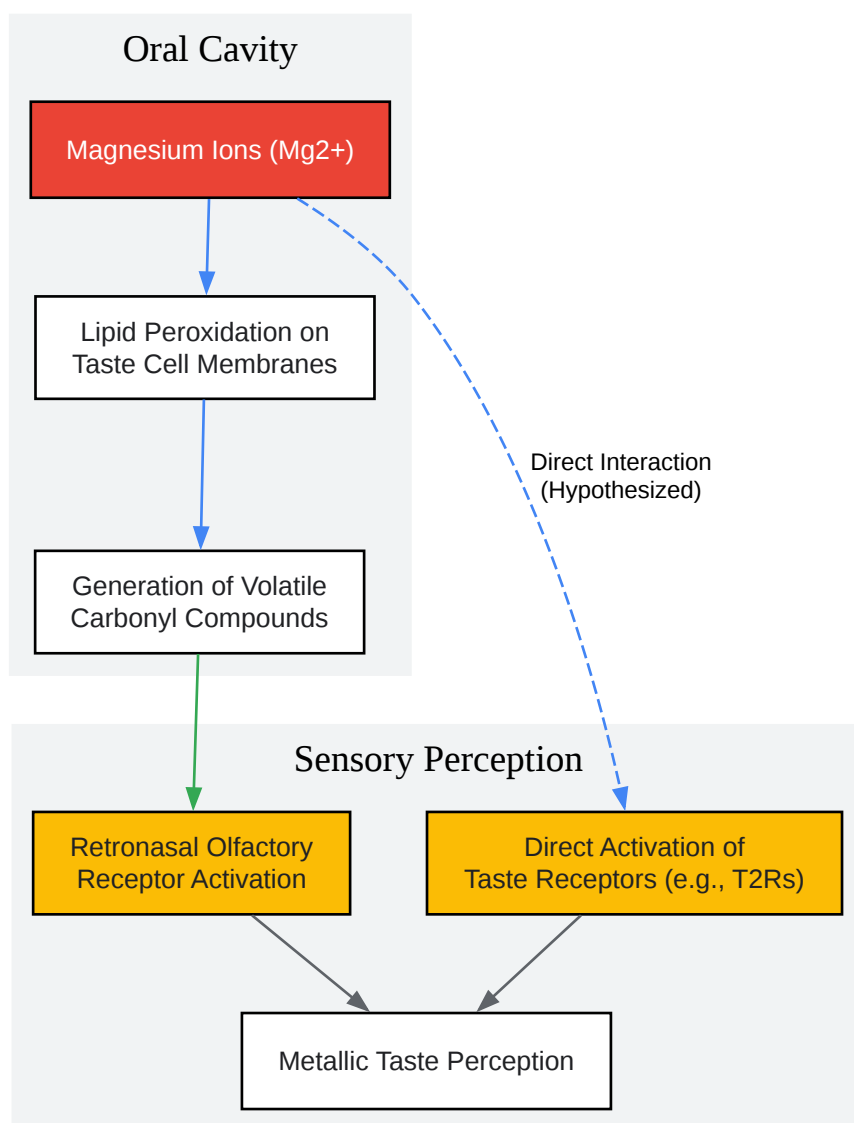 Oral Cavity
Magnesium Ions (Mg2+)
Lipid Peroxidation on
Taste Cell Membranes
Direct Interaction
(Hypothesized)
Generation of Volatile
Carbonyl Compounds
Sensory Perception
Retronasal Olfactory
Receptor Activation
Direct Activation of
Taste Receptors (e.g., T2Rs)
Metallic Taste Perception